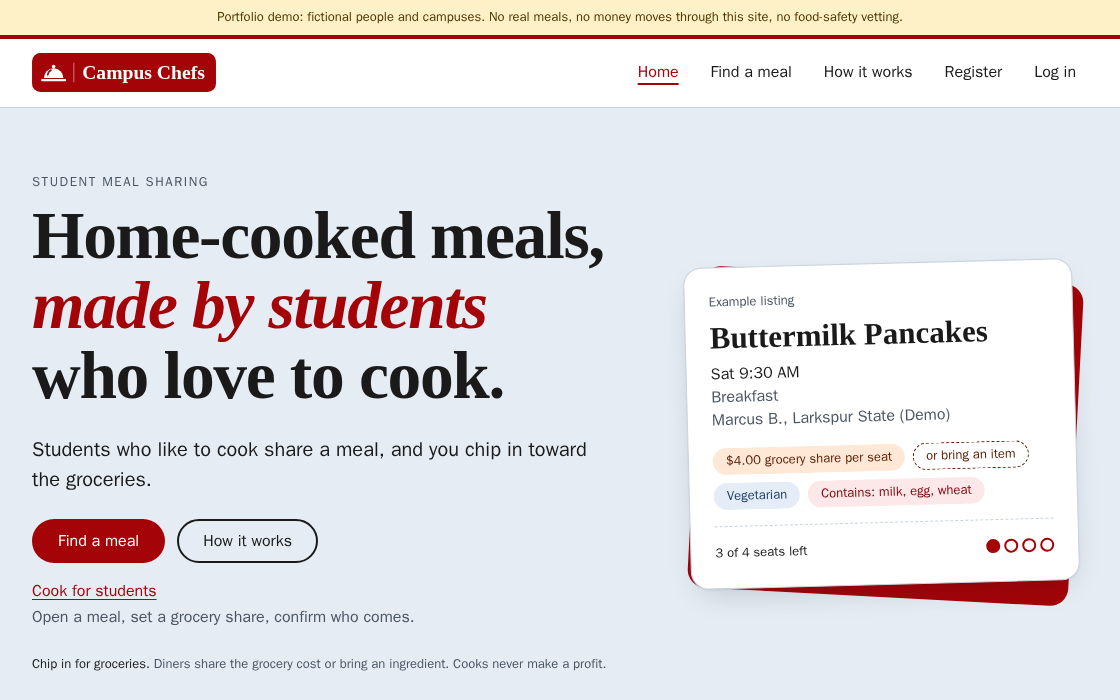 Portfolio demo: fictional people and campuses. No real meals, no money moves through this site, no food-safety vetting.
Campus Chefs
Home
Find a meal
How it works
Register
Log in
STUDENT MEAL SHARING
Home-cooked meals,
made by students
who love to cook.
Students who like to cook share a meal, and you chip in toward
the groceries.
Find a meal
How it works
Cook for students
Open a meal, set a grocery share, confirm who comes.
Chip in for groceries. Diners share the grocery cost or bring an ingredient. Cooks never make a profit.
Example listing
Buttermilk Pancakes
Sat 9:30 AM
Breakfast
Marcus B., Larkspur State (Demo)
$4.00 grocery share per seat
or bring an item
Vegetarian
Contains: milk, egg, wheat
3 of 4 seats left